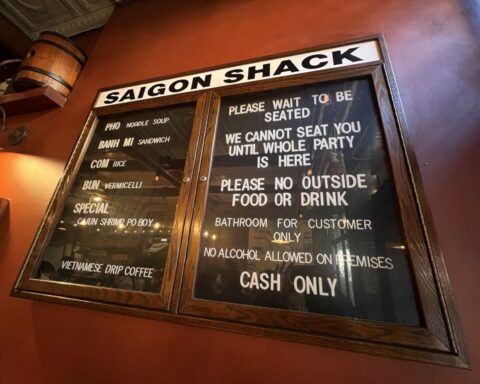 SAIGON SHACK
PHO NOODLE SOUP
BANH MI SANDWICH
COM RICE
BUN VERMICELLI
SPECIAL
CAJUN SHRIMP PO BOY
VIETNAMESE DRIP COFFEE
PLEASE WAIT TO BE
SEATED
WE CANNOT SEAT YOU
UNTIL WHOLE PARTY
IS HERE
PLEASE NO OUTSIDE
FOOD OR DRINK
BATHROOM FOR CUSTOMER
ONLY
NO ALCOHOL ALLOWED ON PREMISES
CASH ONLY